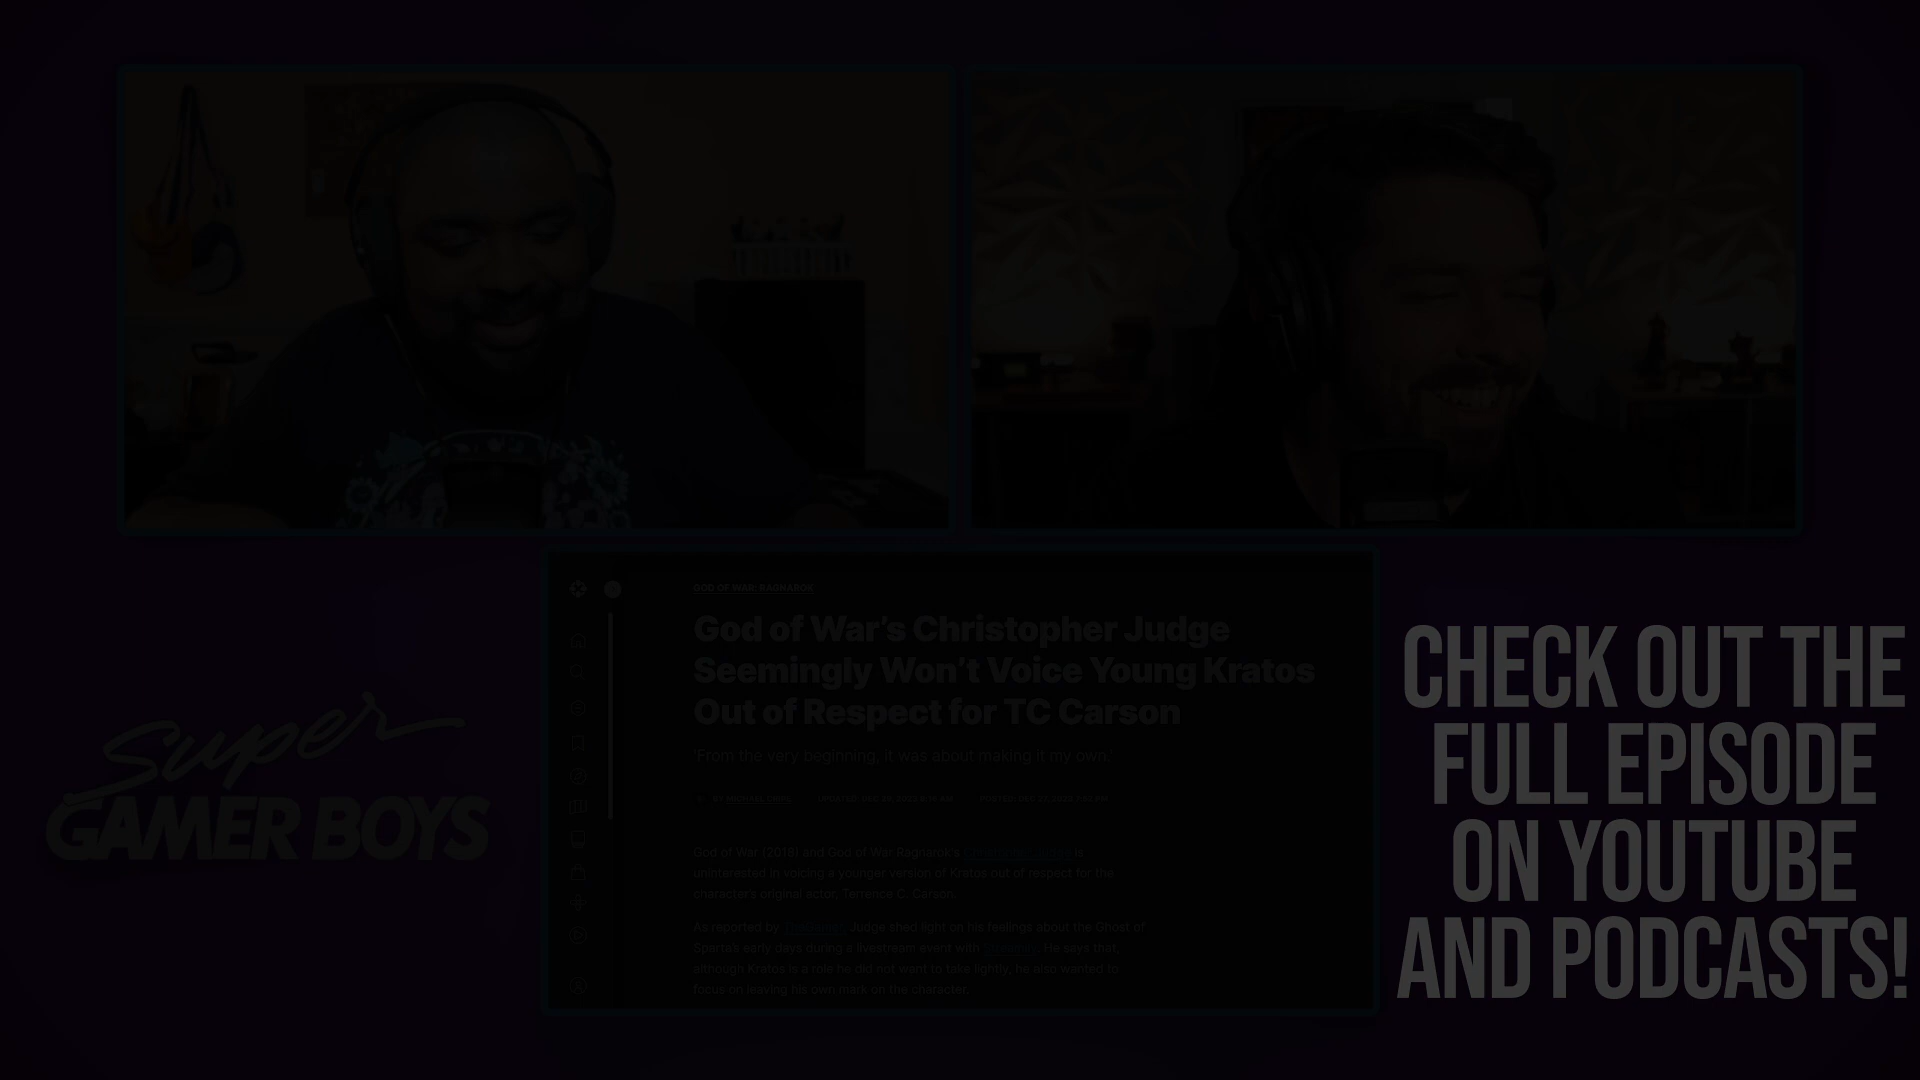 GOD OF WAR: RAGNAROK
God of War's Christopher Judge
Seemingly Won't Voice Young Kratos
Out of Respect for TC Carson
'From the very beginning, it was about making it my own.'
BY MICHAEL
God of War (2018) and God of War Ragnarok's Christopher Judge is
uninterested in voicing a younger version of Kratos out of respect for the
character's original actor, Terrence C. Carson.
As reported by Judge shed light on his feelings about the Ghost of
Sparta's early days during a livestream event with He says that,
although Kratos is a role he did not want to take lightly, he also wanted to
focus on leaving his own mark on the character.
Super
GAMER BOYS
CHECK OUT THE
FULL EPISODE
ON YOUTUBE
AND PODCASTS!